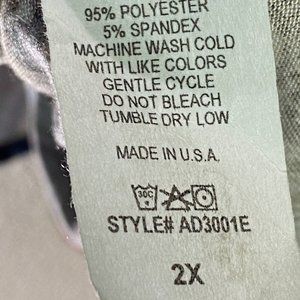 95% POLYESTER
5% SPANDEX
MACHINE WASH COLD
WITH LIKE COLORS
GENTLE CYCLE
DO NOT BLEACH
TUMBLE DRY LOW
MADE IN U.S.A.
30C
STYLE# AD3001E
2X